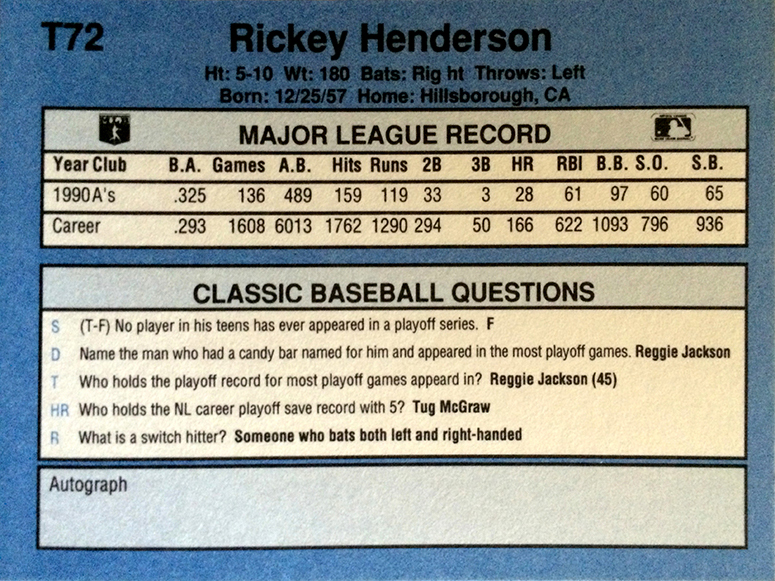 T72
Rickey Henderson
Ht: 5-10 Wt: 180 Bats: Rig ht Throws: Left
Born: 12/25/57 Home: Hillsborough, CA
MAJOR LEAGUE RECORD
Year Club B.A. Games A.B. Hits Runs 2B 3B HR RBI B.B. S.O. S.B.
1990 A's .325 136 489 159 119 33 3 28 61 97 60 65
Career .293 1608 6013 1762 1290 294 50 166 622 1093 796 936
CLASSIC BASEBALL QUESTIONS
S (T-F) No player in his teens has ever appeared in a playoff series. F
D Name the man who had a candy bar named for him and appeared in the most playoff games. Reggie Jackson
T Who holds the playoff record for most playoff games appeard in? Reggie Jackson (45)
HR Who holds the NL career playoff save record with 5? Tug McGraw
R What is a switch hitter? Someone who bats both left and right-handed
Autograph